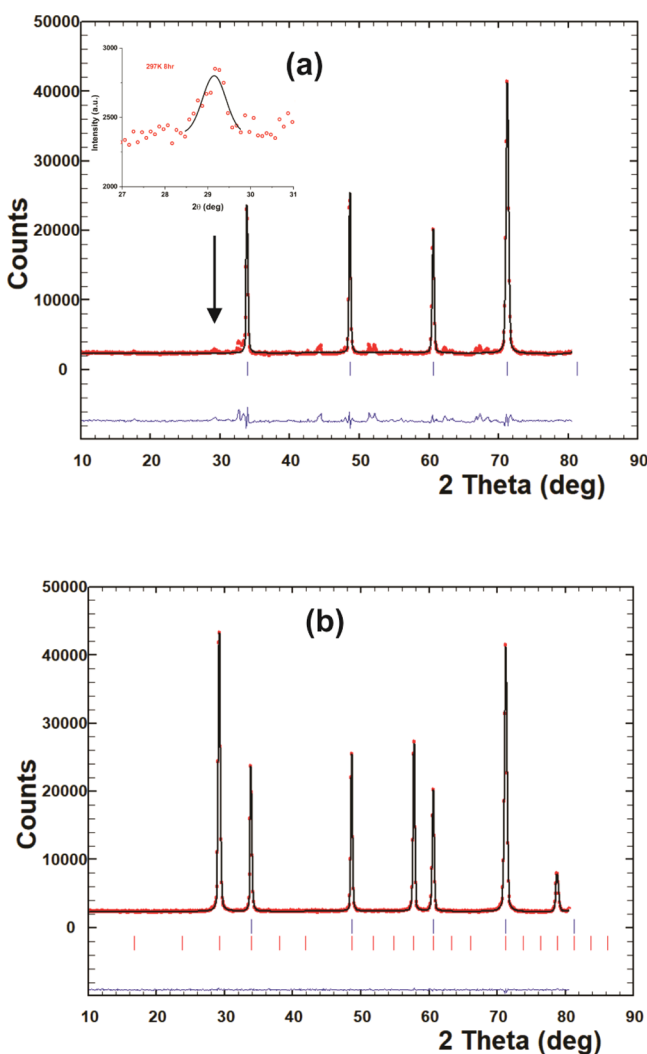 50000
40000
30000
20000
10000
0
Counts
(a)
3000
2500
2000
Intensity (a.u.)
297K 8hr
27 28 29 30 31
2θ (deg)
10 20 30 40 50 60 70 80 90
2 Theta (deg)
50000
40000
30000
20000
10000
0
Counts
(b)
10 20 30 40 50 60 70 80 90
2 Theta (deg)